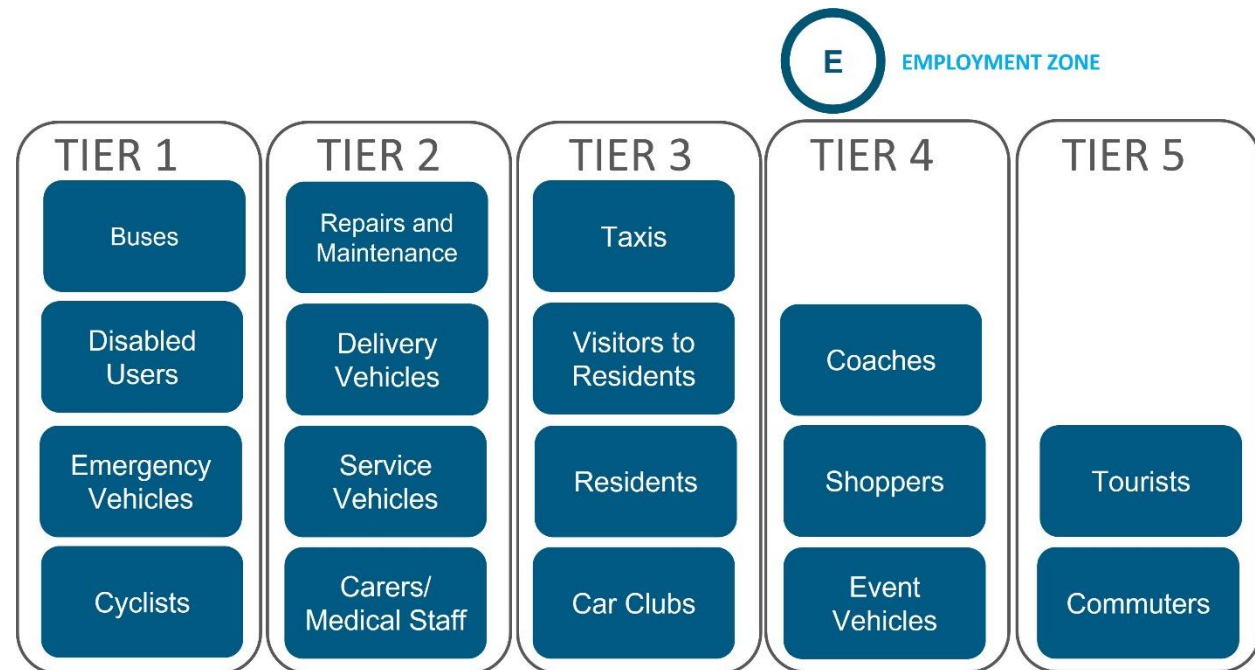 E
EMPLOYMENT ZONE
TIER 1
Buses
Disabled
Users
Emergency
Vehicles
Cyclists
TIER 2
Repairs and
Maintenance
Delivery
Vehicles
Service
Vehicles
Carers/
Medical Staff
TIER 3
Taxis
Visitors to
Residents
Residents
Car Clubs
TIER 4
Coaches
Shoppers
Event
Vehicles
TIER 5
Tourists
Commuters